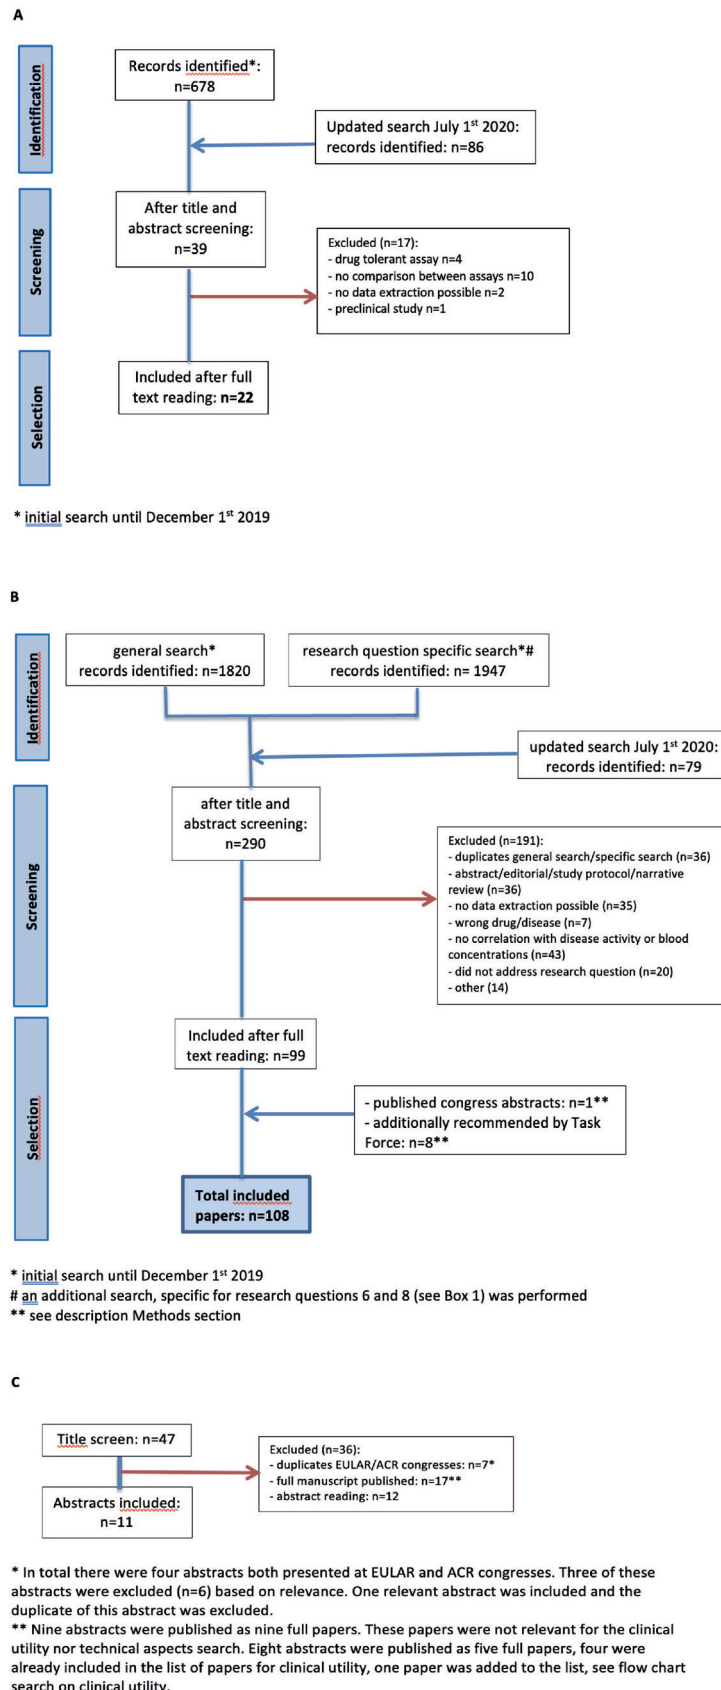 A
Identification
Records identified*:
n=678
Updated search July 1st 2020:
records identified: n=86
Screening
After title and
abstract screening:
n=39
Excluded (n=17):
- drug tolerant assay n=4
- no comparison between assays n=10
- no data extraction possible n=2
- preclinical study n=1
Selection
Included after full
text reading: n=22
* initial search until December 1st 2019
B
Identification
general search*
records identified: n=1820
research question specific search*#
records identified: n= 1947
updated search July 1st 2020:
records identified: n=79
Screening
after title and
abstract screening:
n=290
Excluded (n=191):
- duplicates general search/specific search (n=36)
- abstract/editorial/study protocol/narrative
review (n=36)
- no data extraction possible (n=35)
- wrong drug/disease (n=7)
- no correlation with disease activity or blood
concentrations (n=43)
- did not address research question (n=20)
- other (14)
Selection
Included after full
text reading: n=99
- published congress abstracts: n=1**
- additionally recommended by Task
Force: n=8**
Total included
papers: n=108
* initial search until December 1st 2019
# an additional search, specific for research questions 6 and 8 (see Box 1) was performed
** see description Methods section
C
Title screen: n=47
Excluded (n=36):
- duplicates EULAR/ACR congresses: n=7*
- full manuscript published: n=17**
- abstract reading: n=12
Abstracts included:
n=11
* In total there were four abstracts both presented at EULAR and ACR congresses. Three of these
abstracts were excluded (n=6) based on relevance. One relevant abstract was included and the
duplicate of this abstract was excluded.
** Nine abstracts were published as nine full papers. These papers were not relevant for the clinical
utility nor technical aspects search. Eight abstracts were published as five full papers, four were
already included in the list of papers for clinical utility, one paper was added to the list, see flow chart
search on clinical utility.